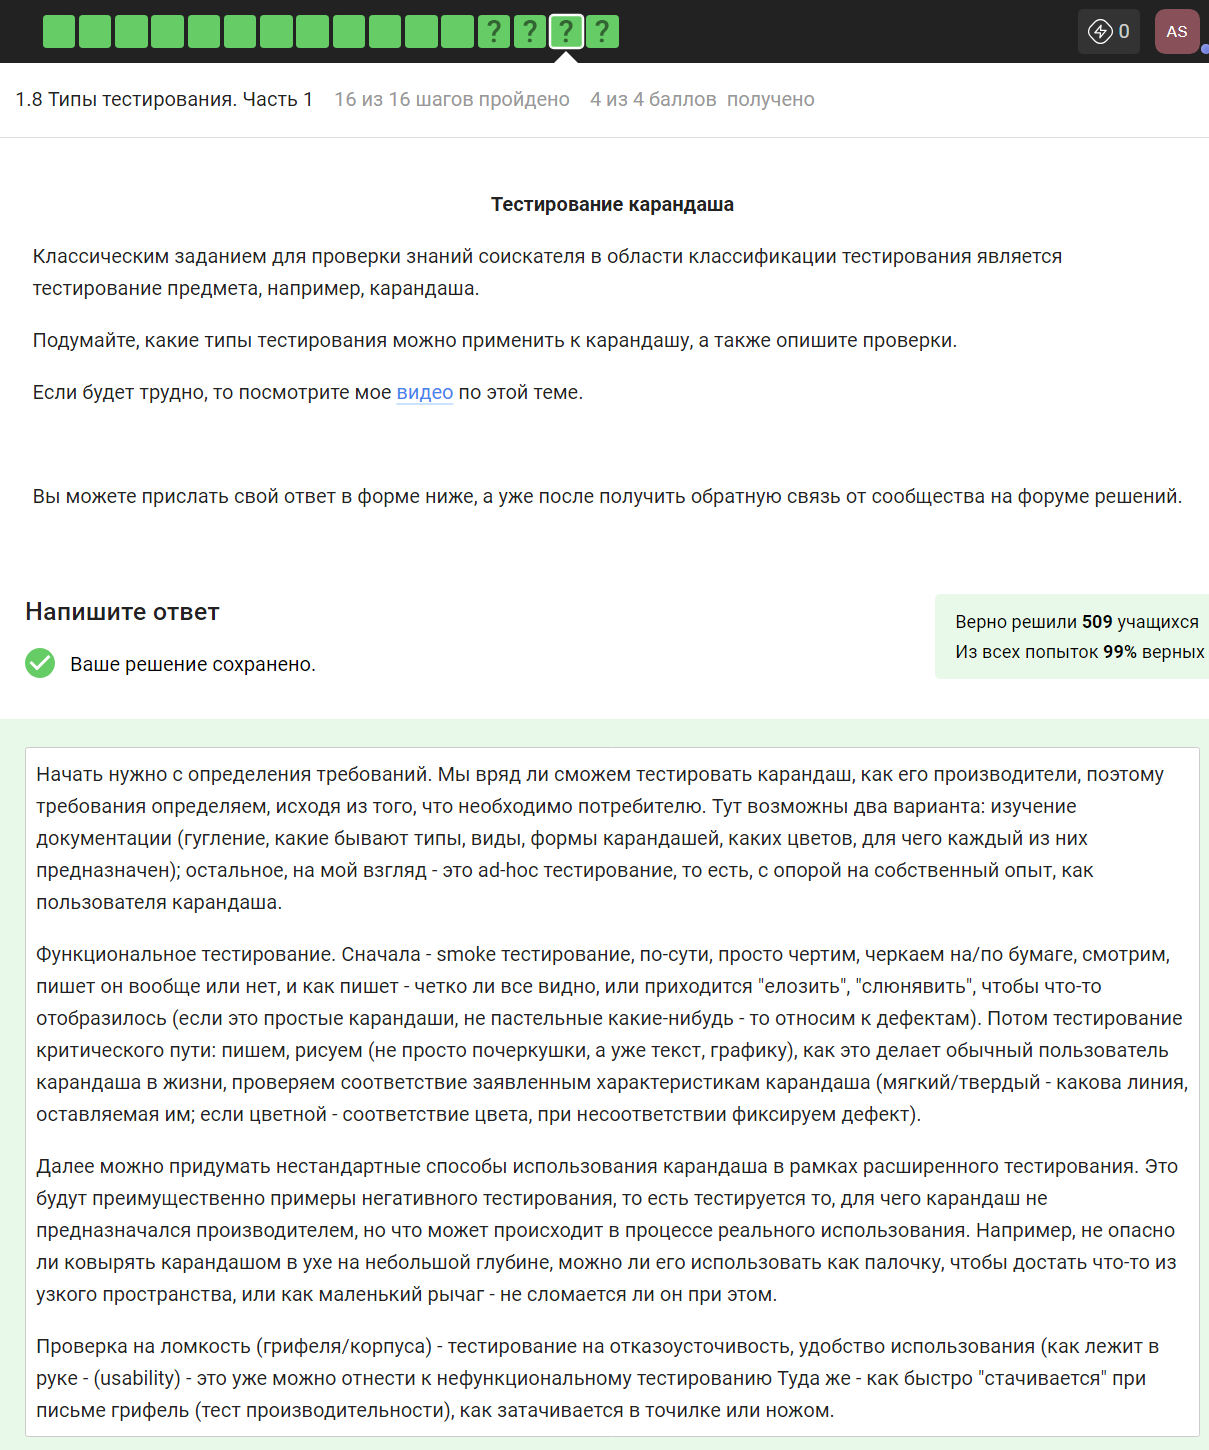 ? ? ? ?
0
AS
1.8 Типы тестирования. Часть 1 16 из 16 шагов пройдено 4 из 4 баллов получено
Тестирование карандаша
Классическим заданием для проверки знаний соискателя в области классификации тестирования является
тестирование предмета, например, карандаша.
Подумайте, какие типы тестирования можно применить к карандашу, а также опишите проверки.
Если будет трудно, то посмотрите мое видео по этой теме.
Вы можете прислать свой ответ в форме ниже, а уже после получить обратную связь от сообщества на форуме решений.
Напишите ответ
Ваше решение сохранено.
Верно решили 509 учащихся
Из всех попыток 99% верных
Начать нужно с определения требований. Мы вряд ли сможем тестировать карандаш, как его производители, поэтому
требования определяем, исходя из того, что необходимо потребителю. Тут возможны два варианта: изучение
документации (гугление, какие бывают типы, виды, формы карандашей, каких цветов, для чего каждый из них
предназначен); остальное, на мой взгляд - это ad-hoc тестирование, то есть, с опорой на собственный опыт, как
пользователя карандаша.
Функциональное тестирование. Сначала - smoke тестирование, по-сути, просто чертим, черкаем на/по бумаге, смотрим,
пишет он вообще или нет, и как пишет - четко ли все видно, или приходится "елозить", "слюнявить", чтобы что-то
отобразилось (если это простые карандаши, не пастельные какие-нибудь - то относим к дефектам). Потом тестирование
критического пути: пишем, рисуем (не просто почеркушки, а уже текст, графику), как это делает обычный пользователь
карандаша в жизни, проверяем соответствие заявленным характеристикам карандаша (мягкий/твердый - какова линия,
оставляемая им; если цветной - соответствие цвета, при несоответствии фиксируем дефект).
Далее можно придумать нестандартные способы использования карандаша в рамках расширенного тестирования. Это
будут преимущественно примеры негативного тестирования, то есть тестируется то, для чего карандаш не
предназначался производителем, но что может происходит в процессе реального использования. Например, не опасно
ли ковырять карандашом в ухе на небольшой глубине, можно ли его использовать как палочку, чтобы достать что-то из
узкого пространства, или как маленький рычаг - не сломается ли он при этом.
Проверка на ломкость (грифеля/корпуса) - тестирование на отказоусточивость, удобство использования (как лежит в
руке - (usability) - это уже можно отнести к нефункциональному тестированию Туда же - как быстро "стачивается" при
письме грифель (тест производительности), как затачивается в точилке или ножом.